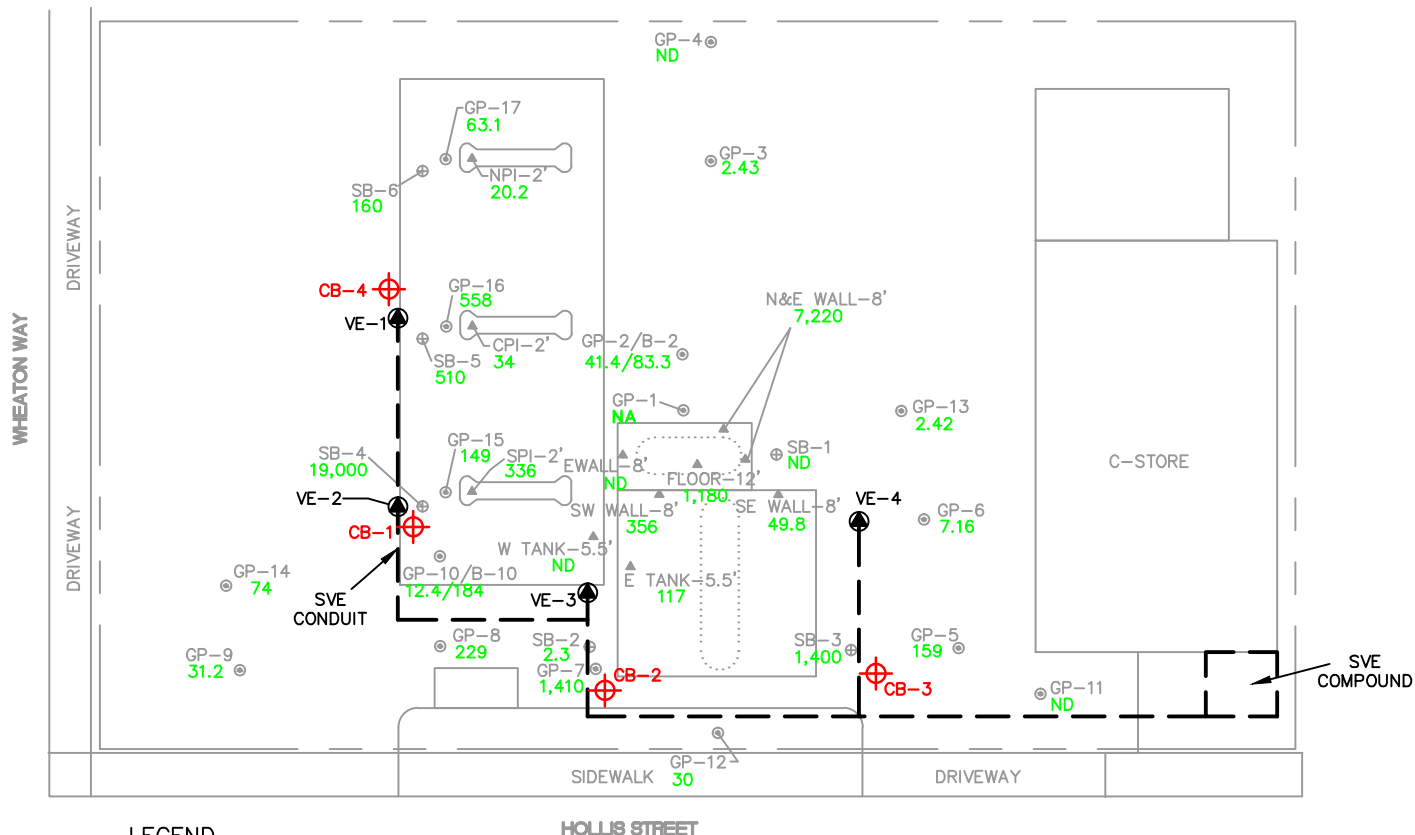 GP-4
ND
GP-17
63.1
GP-3
2.43
NPI-2'
20.2
SB-6
160
DRIVEWAY
CB-4
GP-16
558
N&E WALL-8'
7,220
VE-1
GP-2/B-2
41.4/83.3
CPI-2'
34
SB-5
510
WHEATON WAY
GP-1
NA
GP-13
2.42
SB-4
19,000
GP-15
149
SPI-2'
336
EWALL-8'
ND
SB-1
ND
C-STORE
FLOOR-12'
1,180
VE-2
SW WALL-8'
356
SE WALL-8'
49.8
VE-4
GP-6
7.16
CB-1
DRIVEWAY
W TANK-5.5'
ND
GP-14
74
GP-10/B-10
12.4/184
E TANK-5.5'
117
SVE
CONDUIT
VE-3
GP-8
229
SB-2
2.3
SB-3
1,400
GP-5
159
GP-9
31.2
GP-7
1,410
CB-2
CB-3
GP-11
ND
SVE
COMPOUND
GP-12
30
SIDEWALK
DRIVEWAY
LEGEND
HOLLIS STREET